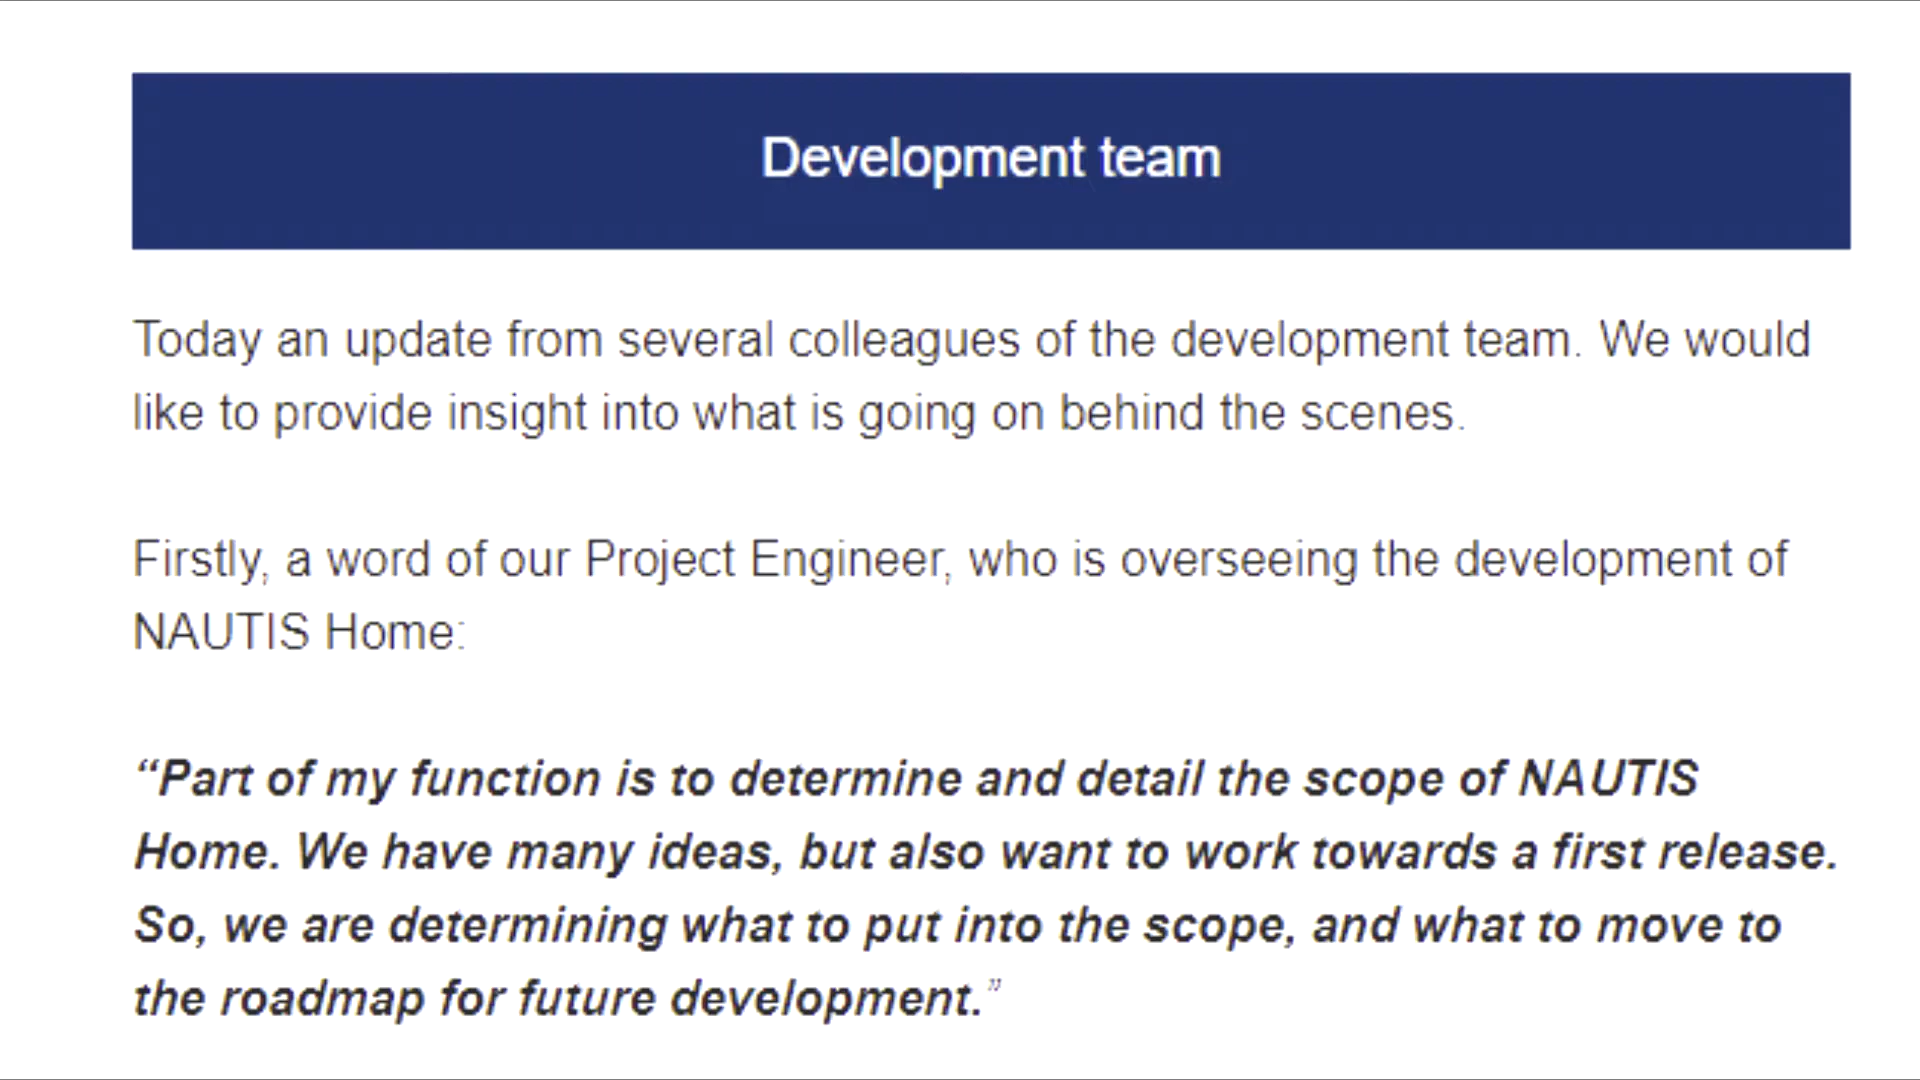 Development team
Today an update from several colleagues of the development team. We would
like to provide insight into what is going on behind the scenes.
Firstly, a word of our Project Engineer, who is overseeing the development of
NAUTIS Home:
“Part of my function is to determine and detail the scope of NAUTIS
Home. We have many ideas, but also want to work towards a first release.
So, we are determining what to put into the scope, and what to move to
the roadmap for future development.”